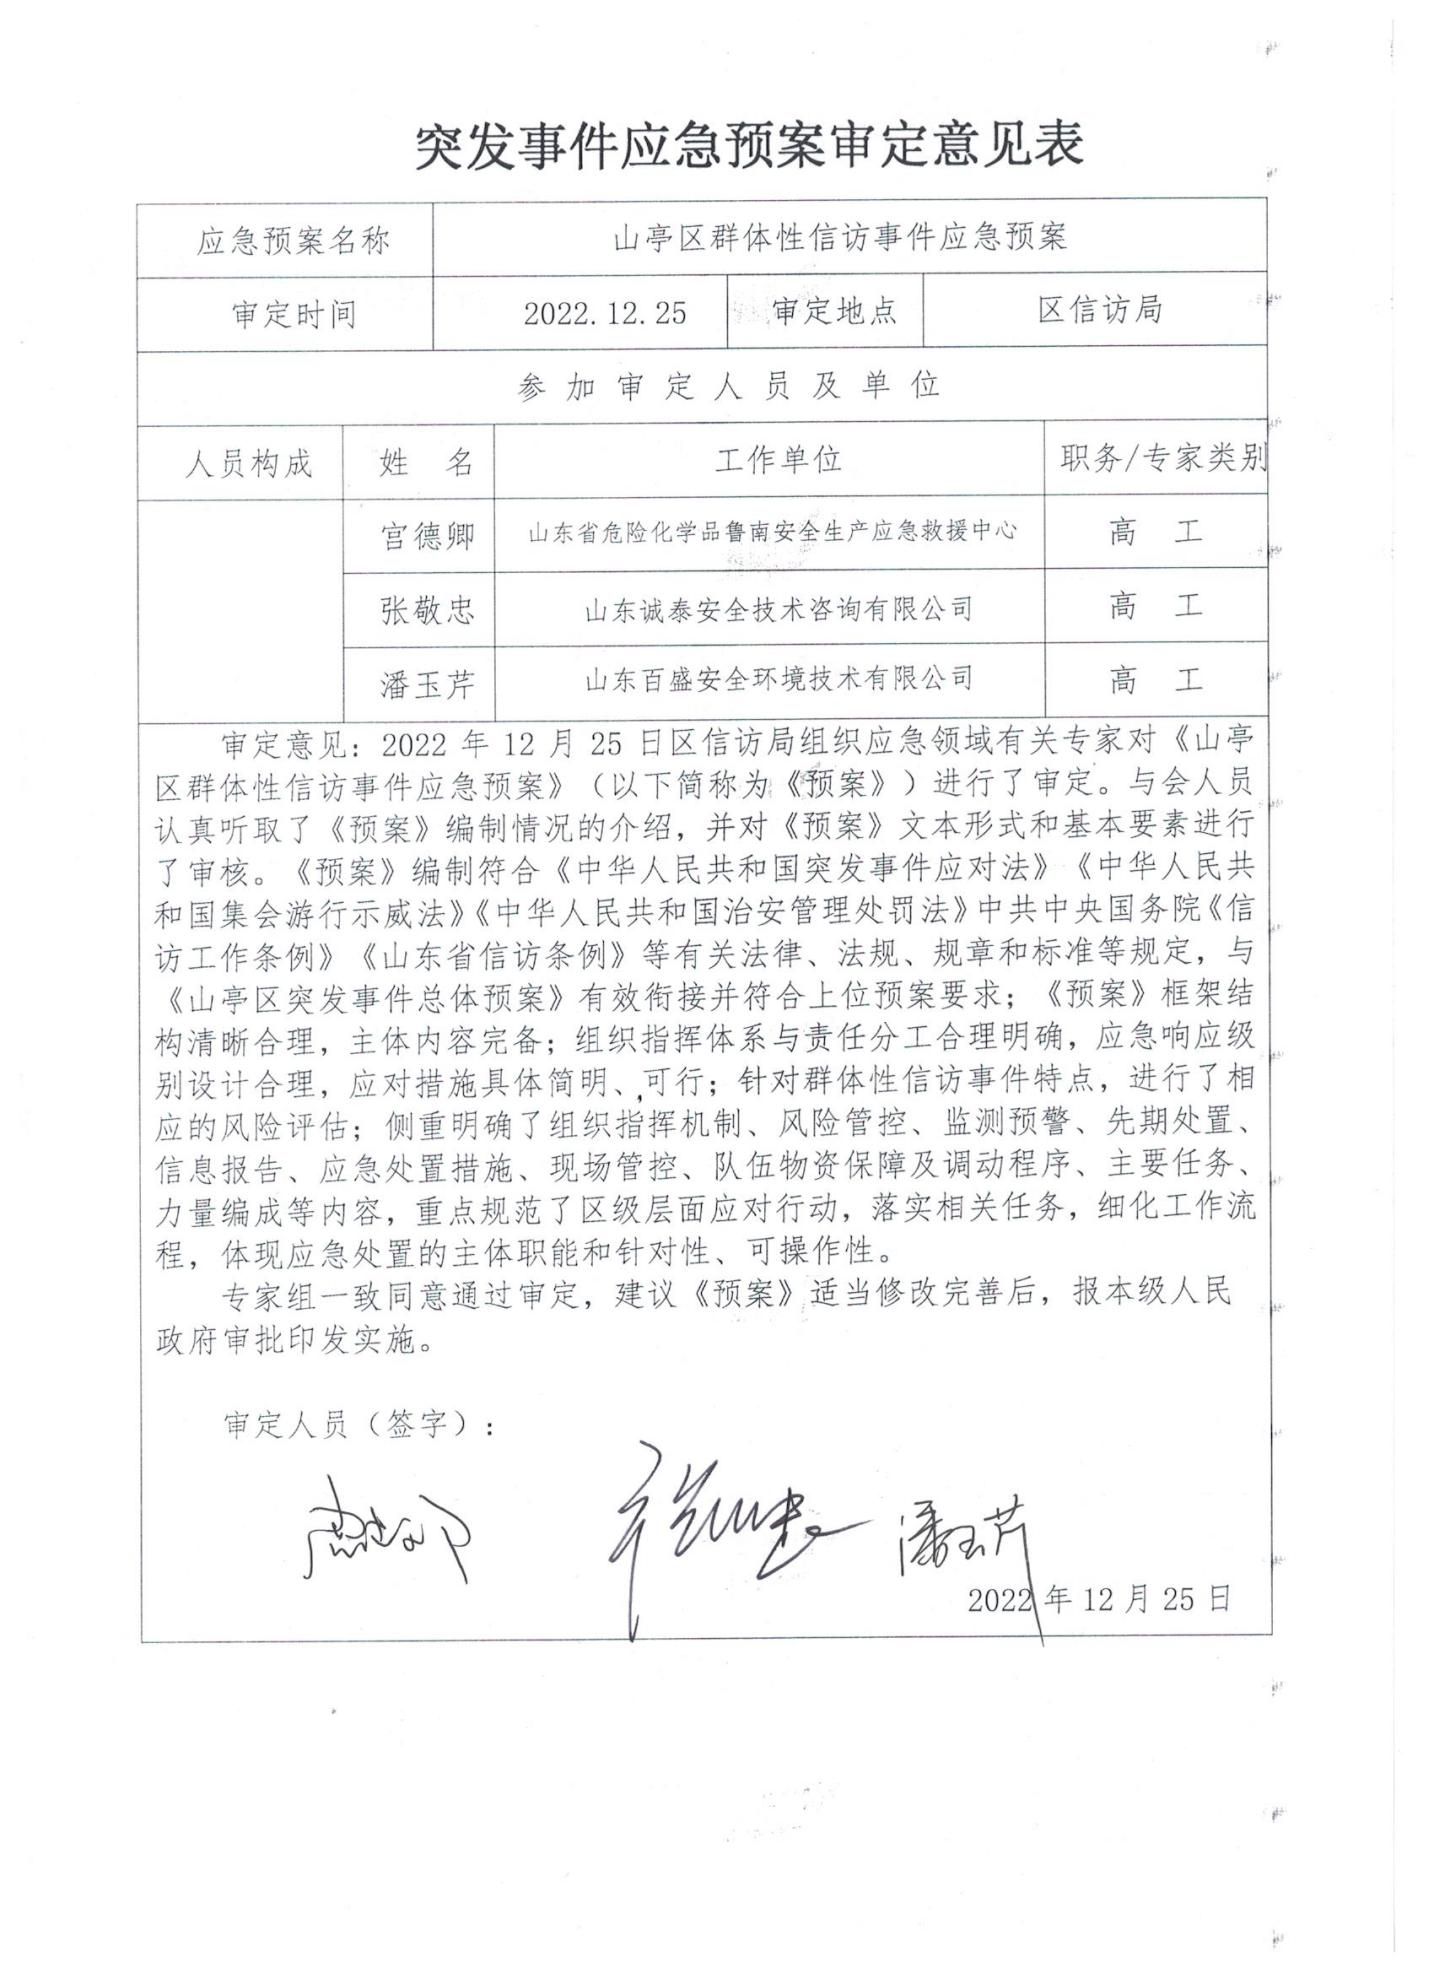 突发事件应急预案审定意见表
应急预案名称 山亭区群体性信访事件应急预案
审定时间 2022.12.25 审定地点 区信访局
参加审定人员及单位
人员构成 姓 名 工作单位 职务/专家类别
宫德卿 山东省危险化学品鲁南安全生产应急救援中心 高 工
张敬忠 山东诚泰安全技术咨询有限公司 高 工
潘玉芹 山东百盛安全环境技术有限公司 高 工
审定意见：2022 年 12 月 25 日区信访局组织应急领域有关专家对《山亭
区群体性信访事件应急预案》（以下简称为《预案》）进行了审定。与会人员
认真听取了《预案》编制情况的介绍，并对《预案》文本形式和基本要素进行
了审核。《预案》编制符合《中华人民共和国突发事件应对法》《中华人民共
和国集会游行示威法》《中华人民共和国治安管理处罚法》中共中央国务院《信
访工作条例》《山东省信访条例》等有关法律、法规、规章和标准等规定，与
《山亭区突发事件总体预案》有效衔接并符合上位预案要求；《预案》框架结
构清晰合理，主体内容完备；组织指挥体系与责任分工合理明确，应急响应级
别设计合理，应对措施具体简明、可行；针对群体性信访事件特点，进行了相
应的风险评估；侧重明确了组织指挥机制、风险管控、监测预警、先期处置、
信息报告、应急处置措施、现场管控、队伍物资保障及调动程序、主要任务、
力量编成等内容，重点规范了区级层面应对行动，落实相关任务，细化工作流
程，体现应急处置的主体职能和针对性、可操作性。
专家组一致同意通过审定，建议《预案》适当修改完善后，报本级人民
政府审批印发实施。
审定人员（签字）：
潘玉芹
2022 年 12 月 25 日